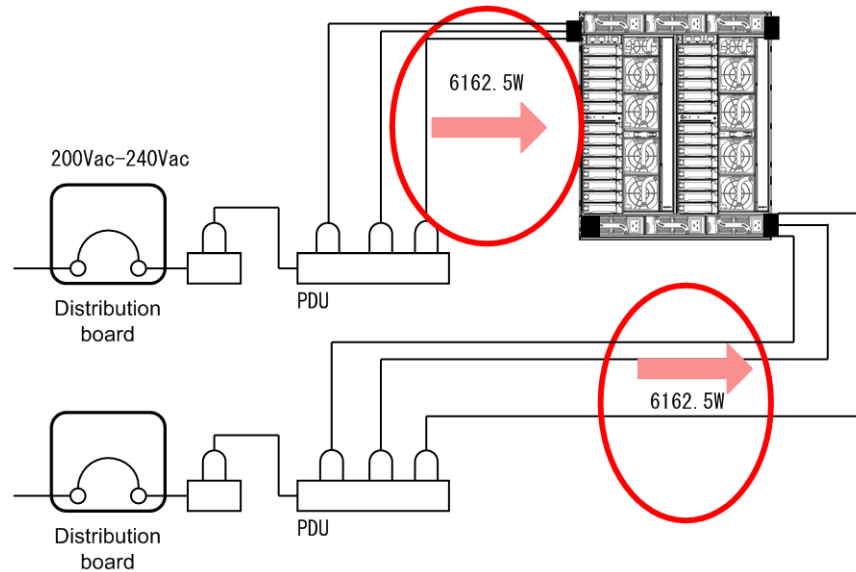 6162.5W
200Vac-240Vac
Distribution
board
PDU
6162.5W
Distribution
board
PDU